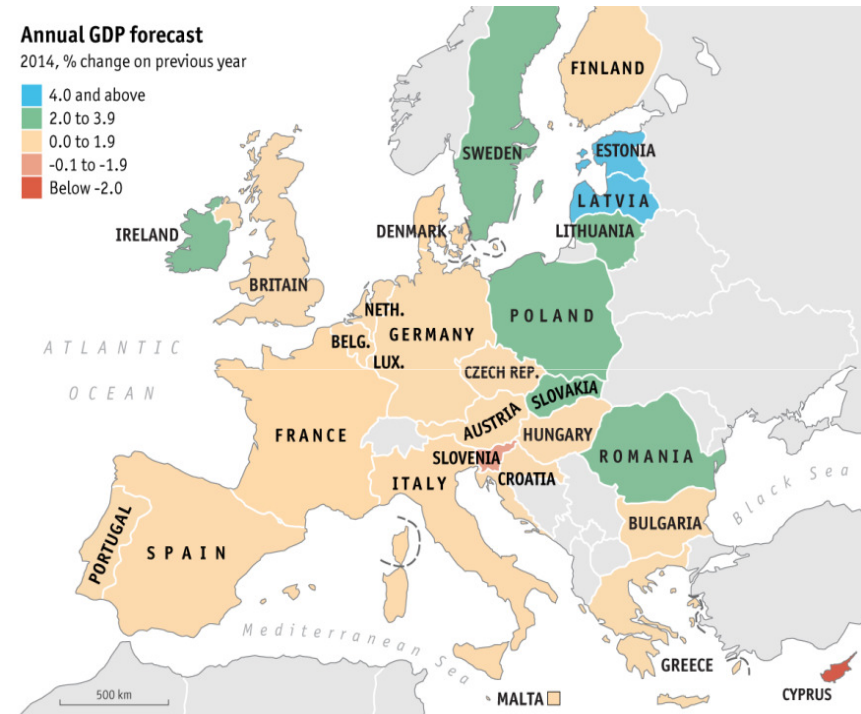 Annual GDP forecast
2014, % change on previous year
4.0 and above
2.0 to 3.9
0.0 to 1.9
-0.1 to -1.9
Below -2.0
FINLAND
SWEDEN
ESTONIA
LATVIA
LITHUANIA
IRELAND
DENMARK
BRITAIN
NETH.
POLAND
GERMANY
BELG.
ATLANTIC
OCEAN
LUX.
CZECH REP.
SLOVAKIA
AUSTRIA
FRANCE
HUNGARY
SLOVENIA
ROMANIA
ITALY
CROATIA
Black Sea
BULGARIA
PORTUGAL
SPAIN
Mediterranean Sea
GREECE
500 km
MALTA
CYPRUS